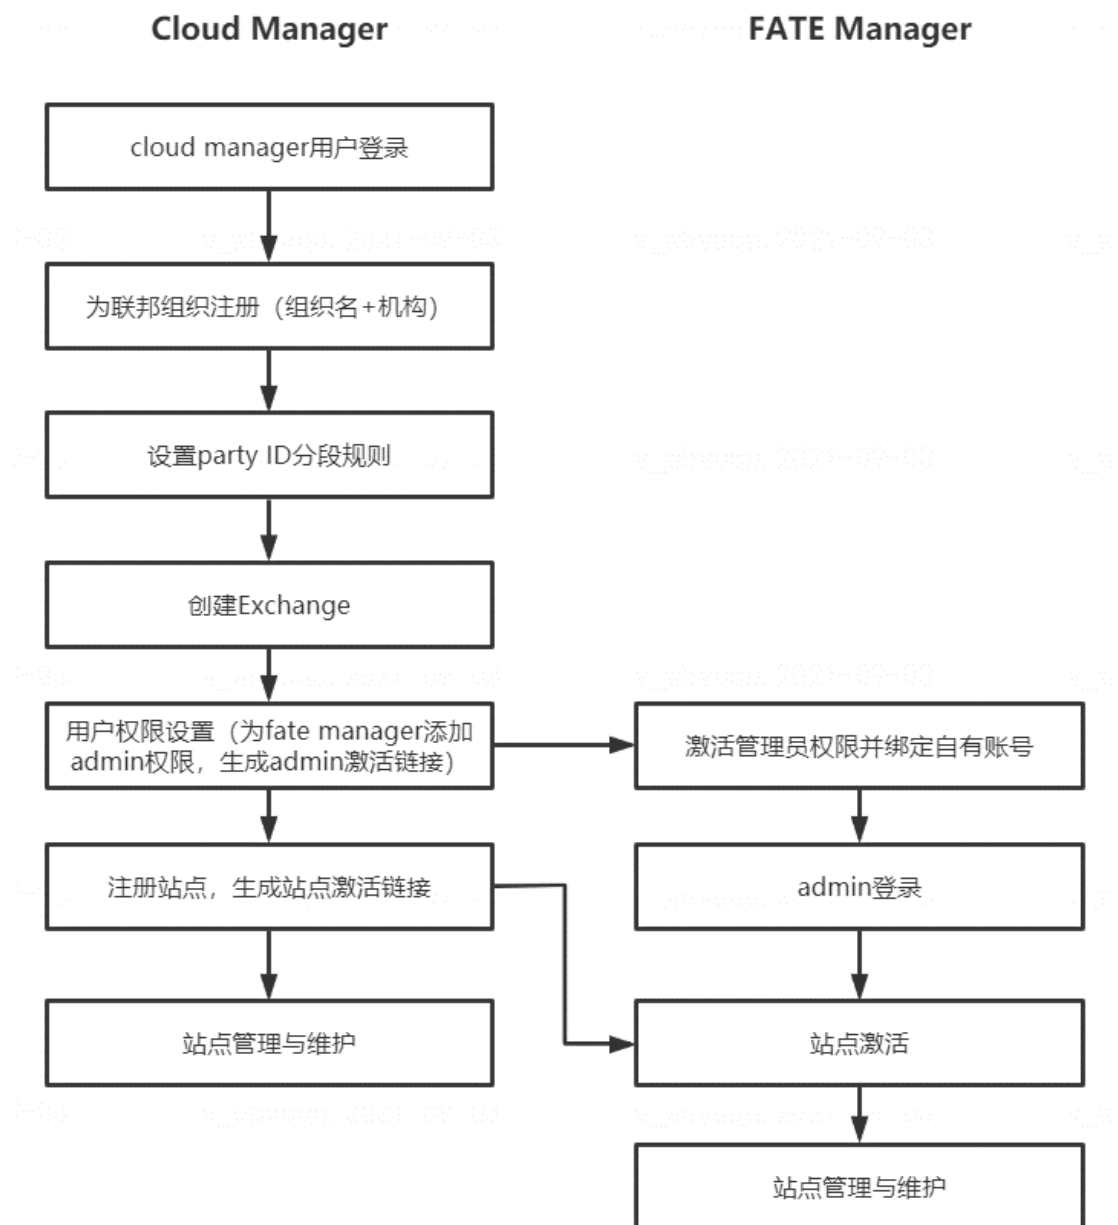 Cloud Manager
FATE Manager
cloud manager用户登录
为联邦组织注册（组织名+机构）
设置party ID分段规则
创建Exchange
用户权限设置（为fate manager添加
admin权限，生成admin激活链接）
激活管理员权限并绑定自有账号
注册站点，生成站点激活链接
admin登录
站点管理与维护
站点激活
站点管理与维护